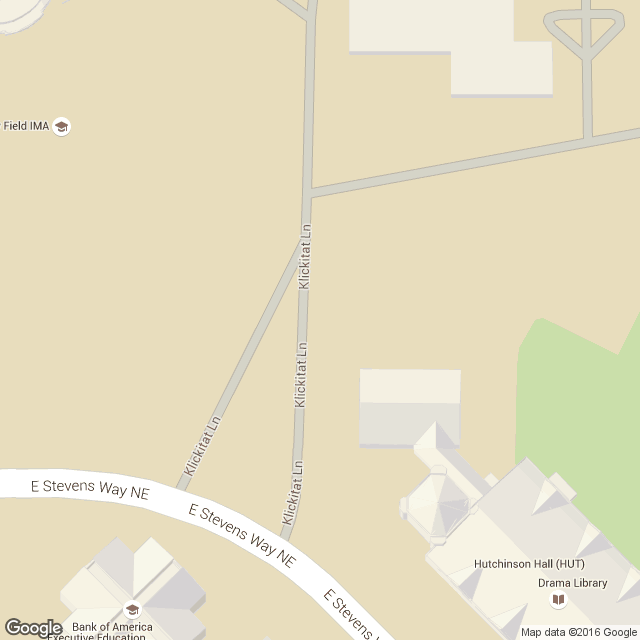 Field IMA
Klickitat Ln
Klickitat Ln
Klickitat Ln
Klickitat Ln
E Stevens Way NE
E Stevens Way NE
E Stevens
Hutchinson Hall (HUT)
Drama Library
Bank of America
Executive Education
Google
Map data ©2016 Google